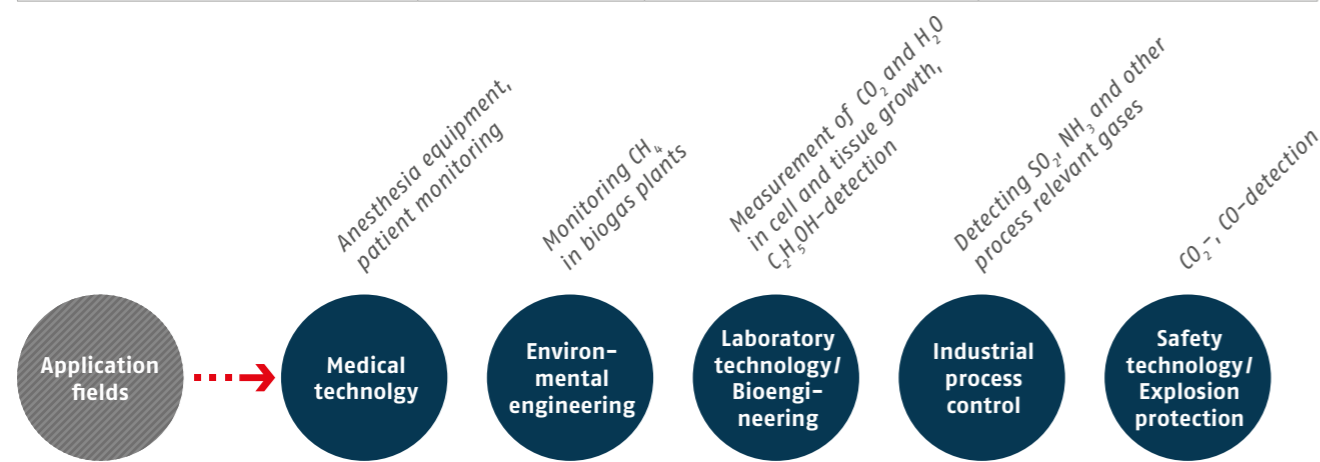 Anesthesia equipment,
patient monitoring
Monitoring CH₄
in biogas plants
Measurement of CO₂ and H₂O
in cell and tissue growth,
C₂H₅OH-detection
Detecting SO₂, NH₃ and other
process relevant gases
CO₂-, CO-detection
Application
fields
Medical
technolgy
Environ-
mental
engineering
Laboratory
technology/
Bioengi-
neering
Industrial
process
control
Safety
technology/
Explosion
protection